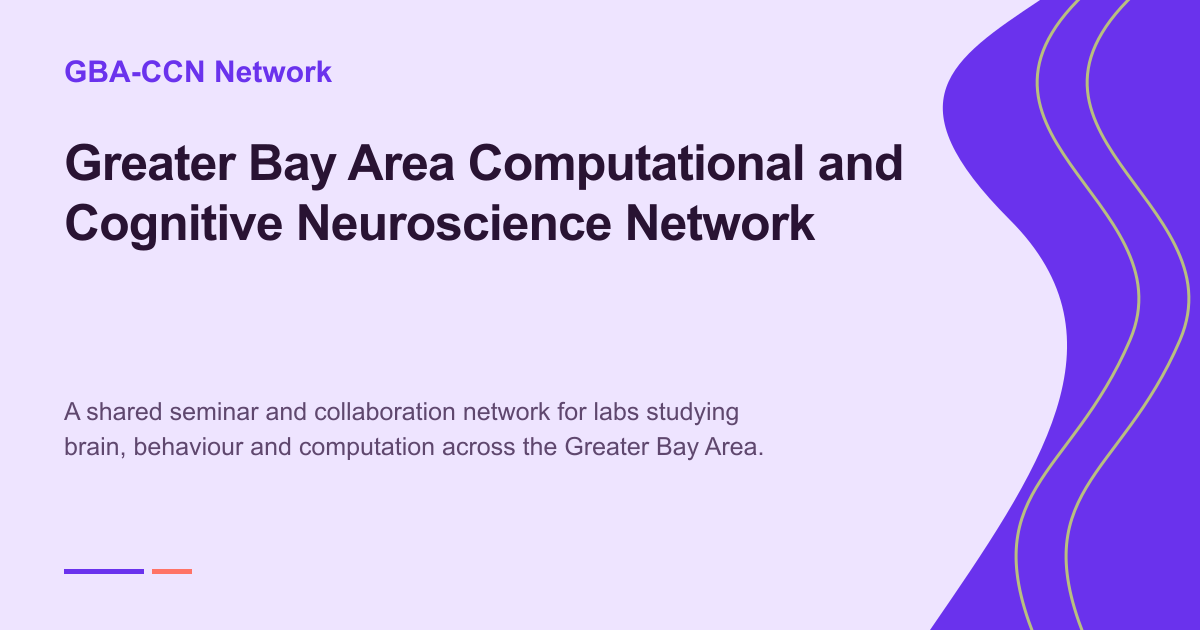 GBA-CCN Network
Greater Bay Area Computational and
Cognitive Neuroscience Network
A shared seminar and collaboration network for labs studying
brain, behaviour and computation across the Greater Bay Area.